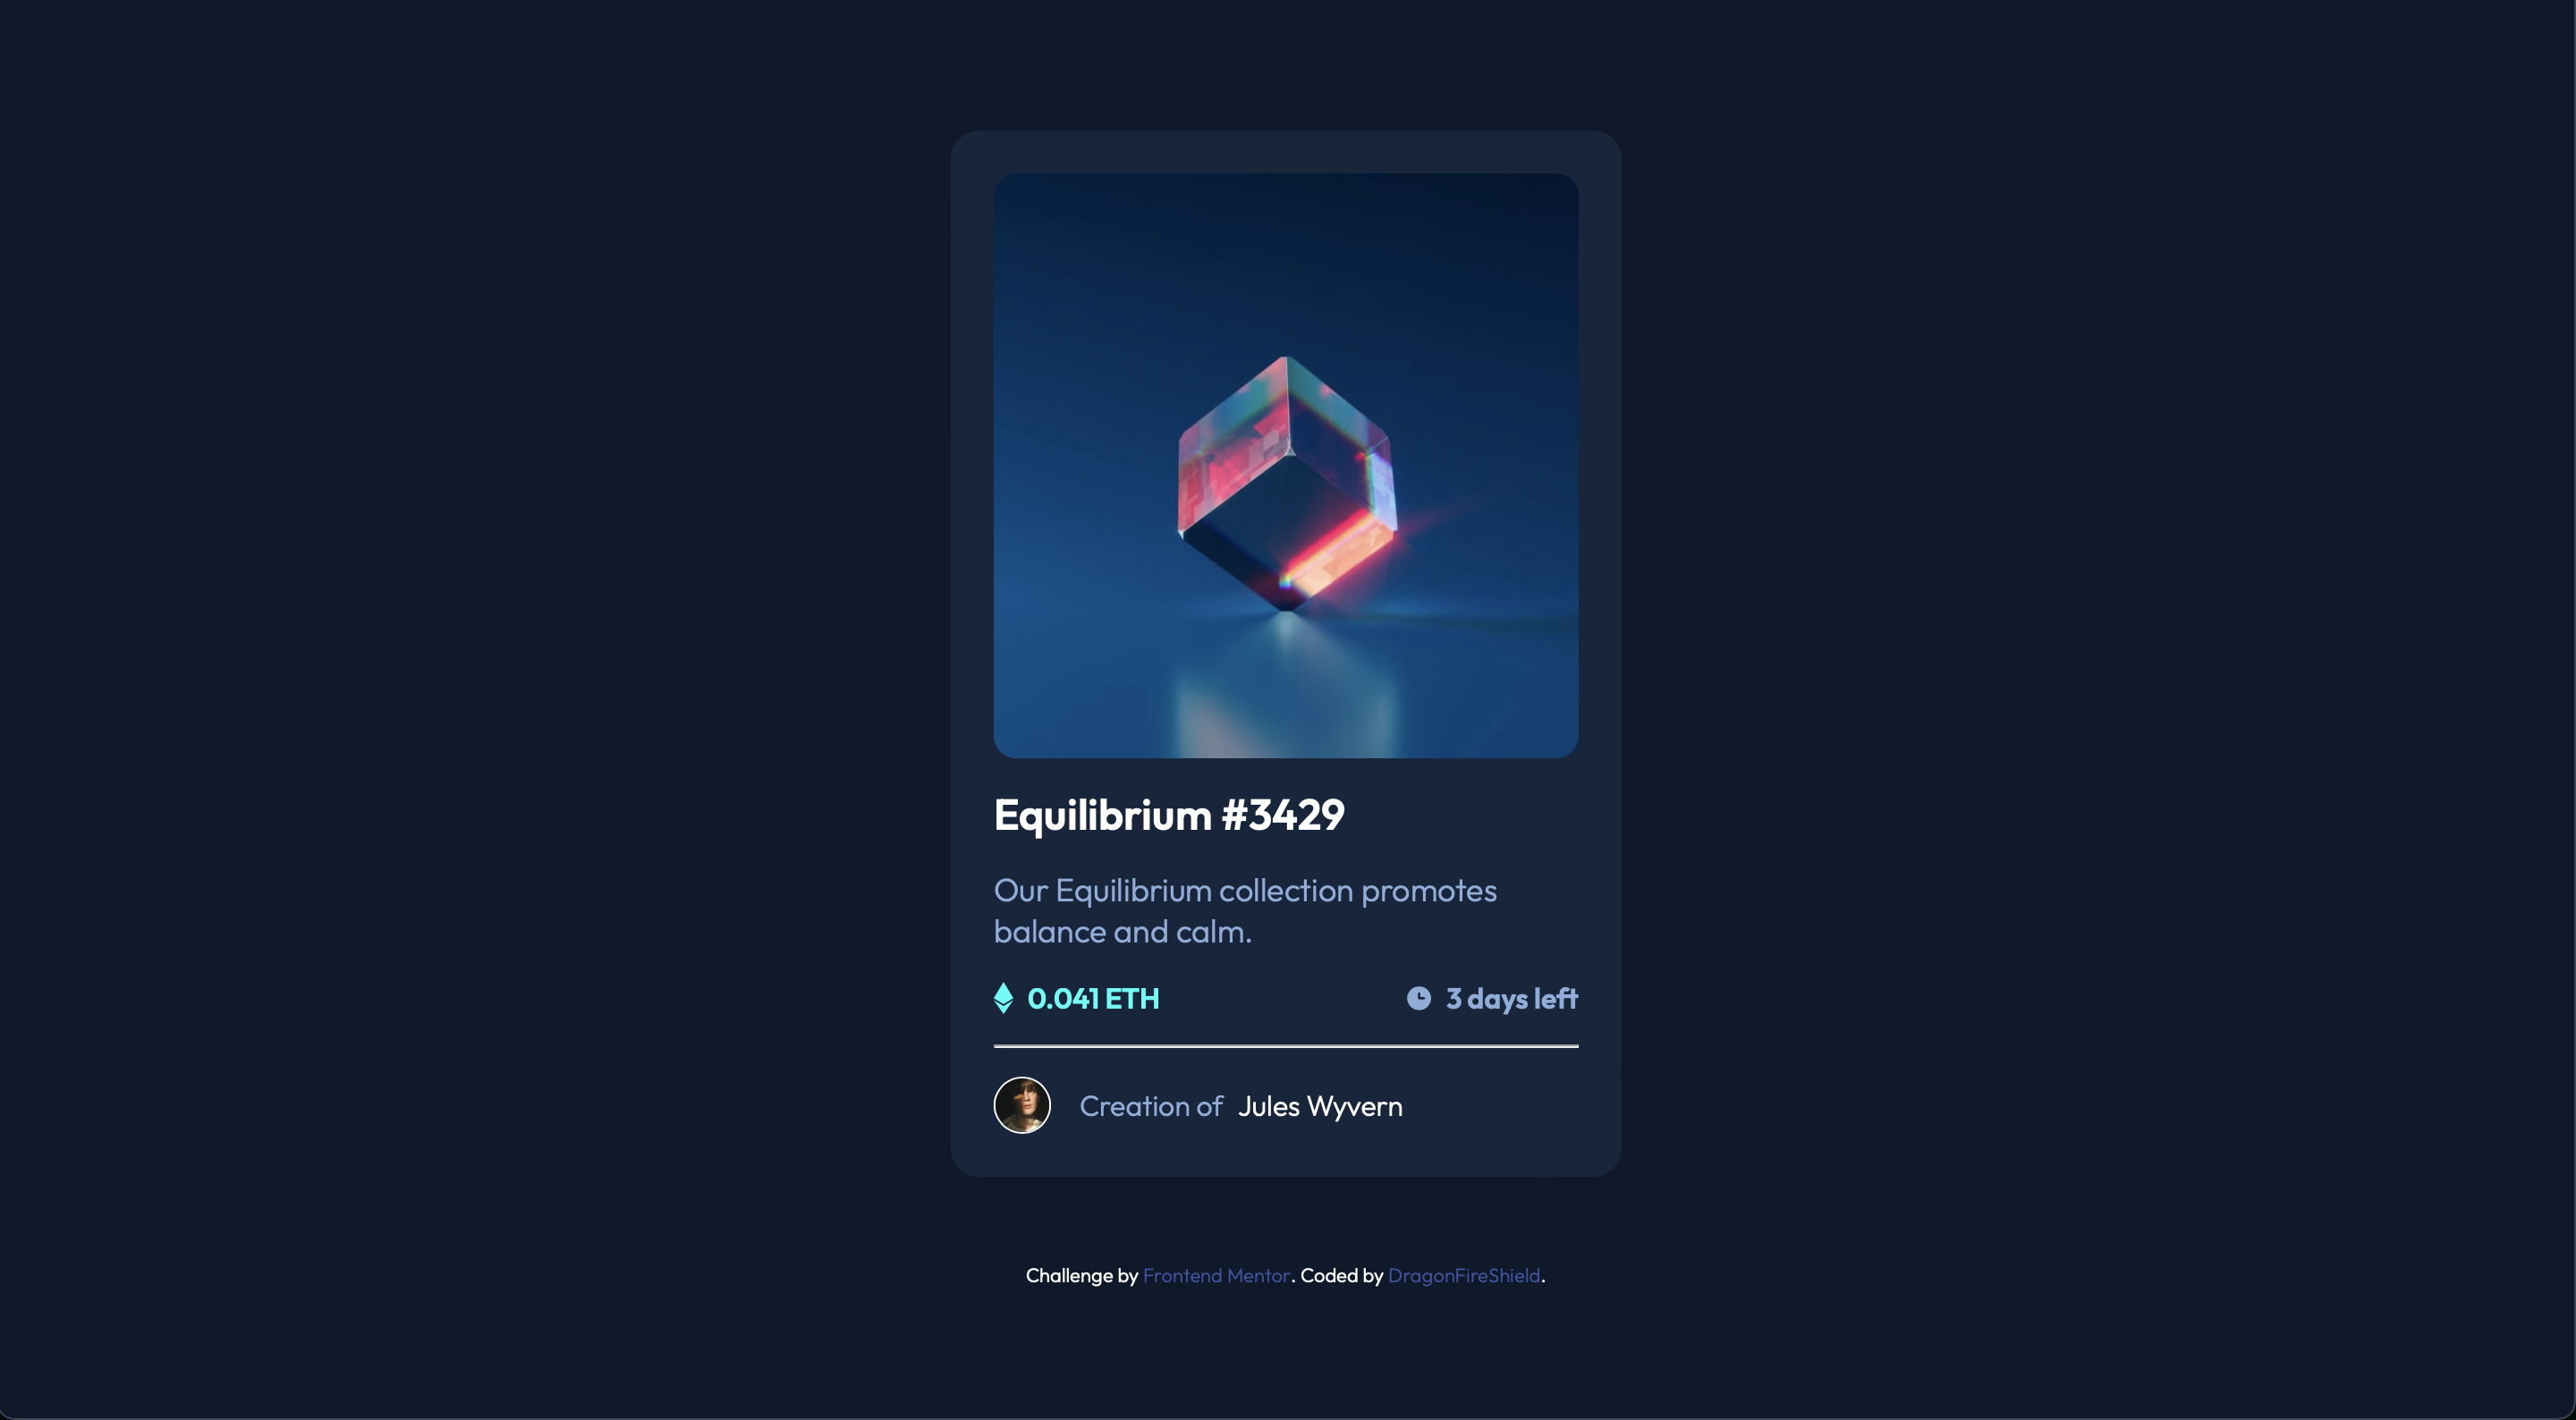 Equilibrium #3429
Our Equilibrium collection promotes
balance and calm.
0.041 ETH
3 days left
Creation of Jules Wyvern
Challenge by Frontend Mentor. Coded by DragonFireShield.